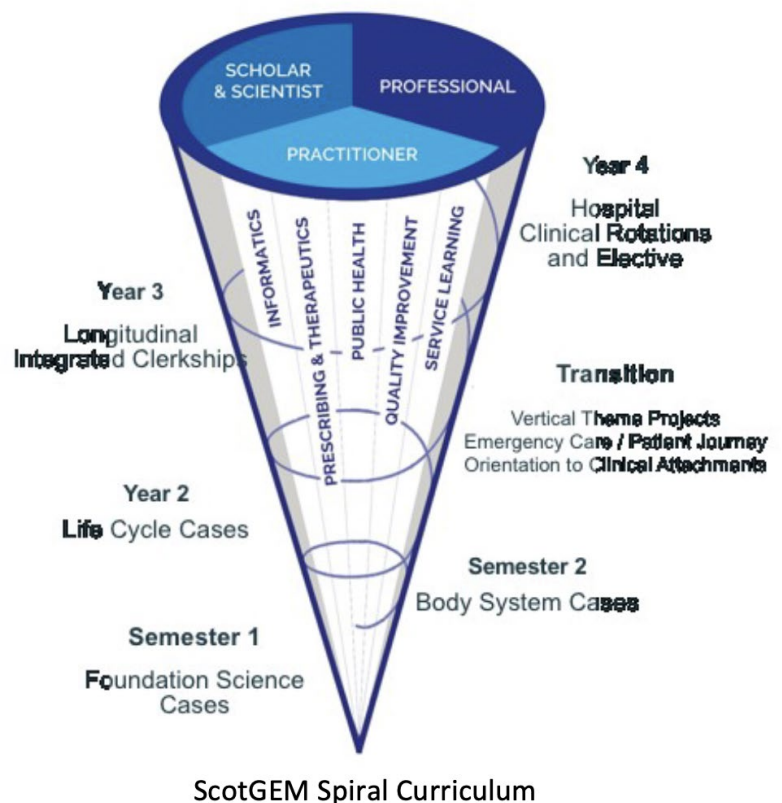 SCHOLAR
& SCIENTIST
PROFESSIONAL
PRACTITIONER
INFORMATICS
PRESCRIBING & THERAPEUTICS
PUBLIC HEALTH
QUALITY IMPROVEMENT
SERVICE LEARNING
Year 4
Hospital
Clinical Rotations
and Elective
Year 3
Longitudinal
Integrated Clerkships
Transition
Vertical Theme Projects
Emergency Care / Patient Journey
Orientation to Clinical Attachments
Year 2
Life Cycle Cases
Semester 2
Body System Cases
Semester 1
Foundation Science
Cases
ScotGEM Spiral Curriculum